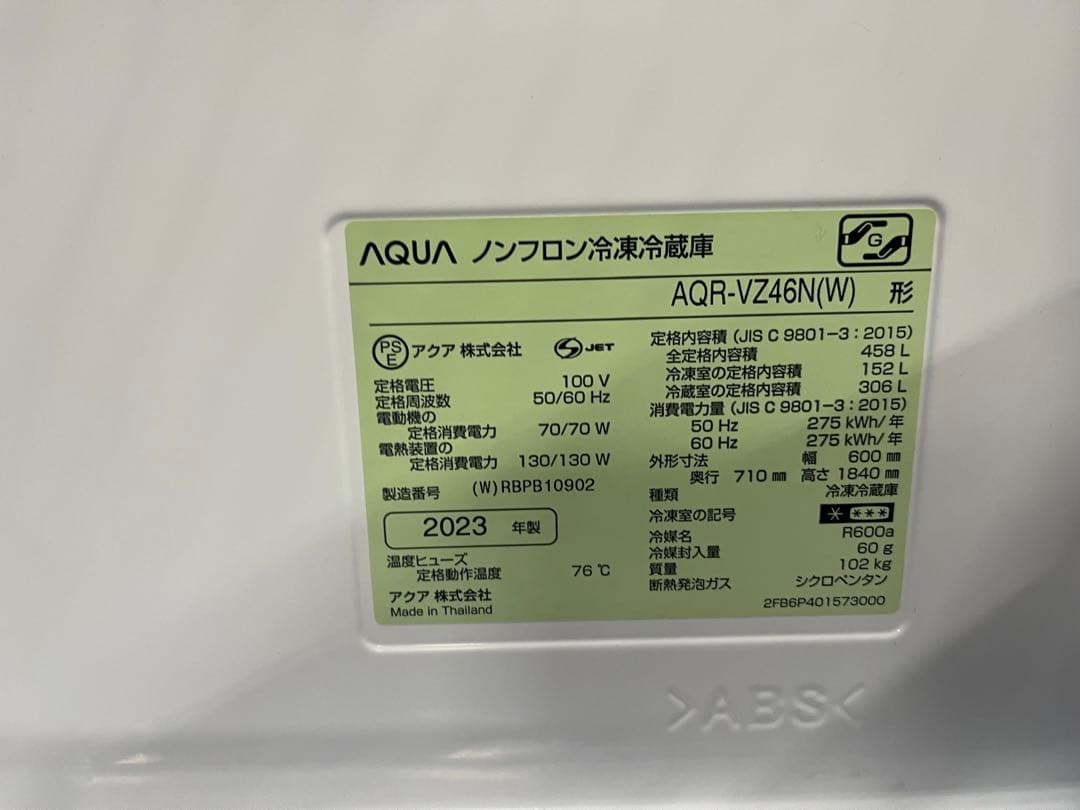 AQUA ノンフロン冷凍冷蔵庫
G
AQR-VZ46N(W) 形
PS E アクア 株式会社 S JET
定格電圧 100 V
定格周波数 50/60 Hz
電動機の
定格消費電力 70/70 W
電熱装置の
定格消費電力 130/130 W
製造番号 (W)RBPB10902
2023 年製
温度ヒューズ
定格動作温度 76 ℃
アクア 株式会社
Made in Thailand
定格内容積 (JIS C 9801-3：2015)
全定格内容積 458 L
冷凍室の定格内容積 152 L
冷蔵室の定格内容積 306 L
消費電力量 (JIS C 9801-3：2015)
50 Hz 275 kWh/年
60 Hz 275 kWh/年
外形寸法 幅 600 ㎜
奥行 710 ㎜ 高さ 1840 ㎜
種類 冷凍冷蔵庫
冷凍室の記号 * ***
冷媒名 R600a
冷媒封入量 60 g
質量 102 kg
断熱発泡ガス シクロペンタン
2FB6P401573000
>ABS<